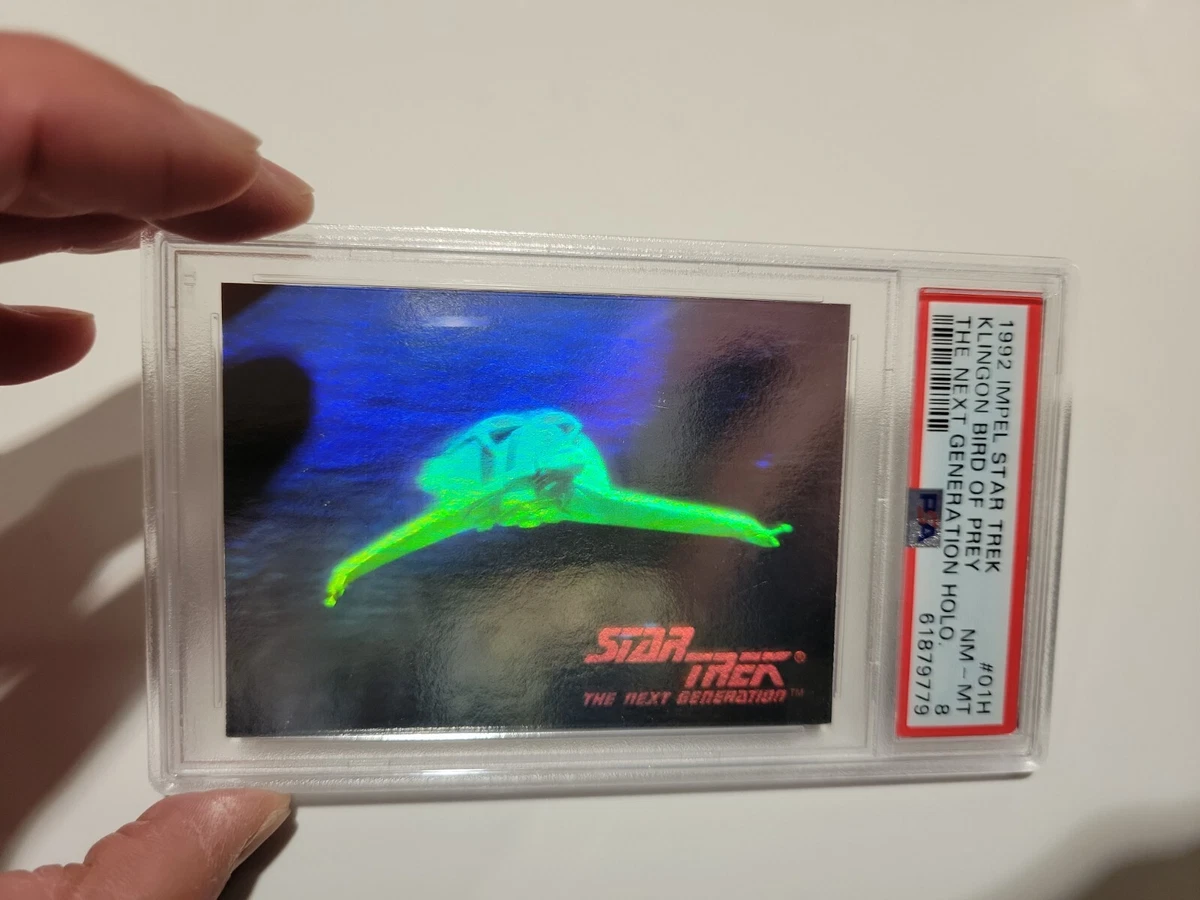 STAR TREK®
THE NEXT GENERATION™
1992 IMPEL STAR TREK #01H
KLINGON BIRD OF PREY NM - MT
THE NEXT GENERATION HOLO. 8
PSA 61879779